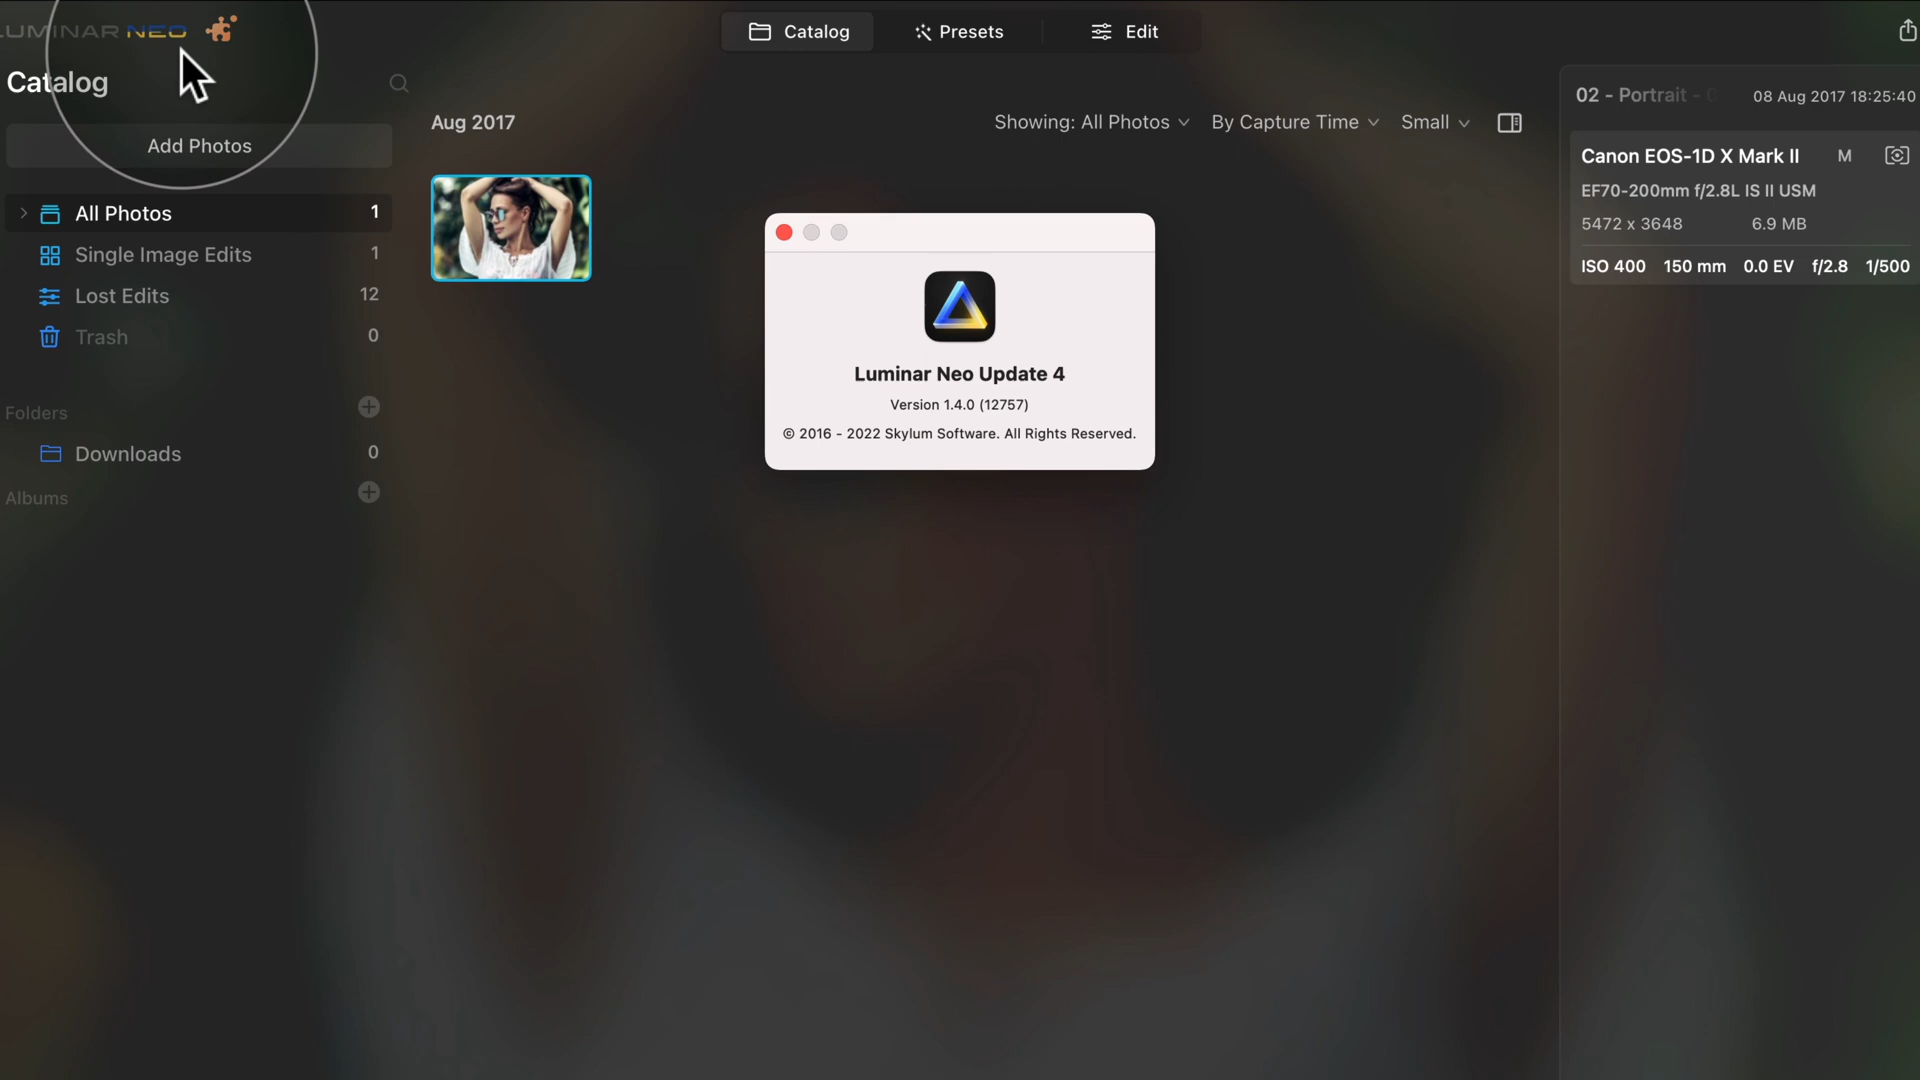 LUMINAR NEO
Catalog
Presets
Edit
Catalog
Add Photos
All Photos 1
Single Image Edits 1
Lost Edits 12
Trash 0
Folders
Downloads 0
Albums
Aug 2017
Showing: All Photos
By Capture Time
Small
Luminar Neo Update 4
Version 1.4.0 (12757)
© 2016 - 2022 Skylum Software. All Rights Reserved.
02 - Portrait - 08 Aug 2017 18:25:40
Canon EOS-1D X Mark II M
EF70-200mm f/2.8L IS II USM
5472 x 3648 6.9 MB
ISO 400 150 mm 0.0 EV f/2.8 1/500